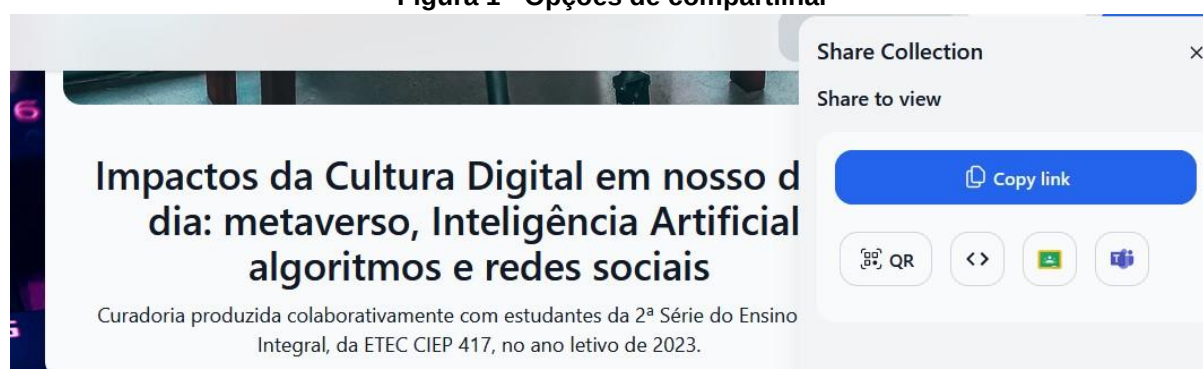 Figura 1 - Opções de compartilhar
Share Collection
Share to view
Copy link
QR
Impactos da Cultura Digital em nosso d
dia: metaverso, Inteligência Artificial
algoritmos e redes sociais
Curadoria produzida colaborativamente com estudantes da 2ª Série do Ensino
Integral, da ETEC CIEP 417, no ano letivo de 2023.